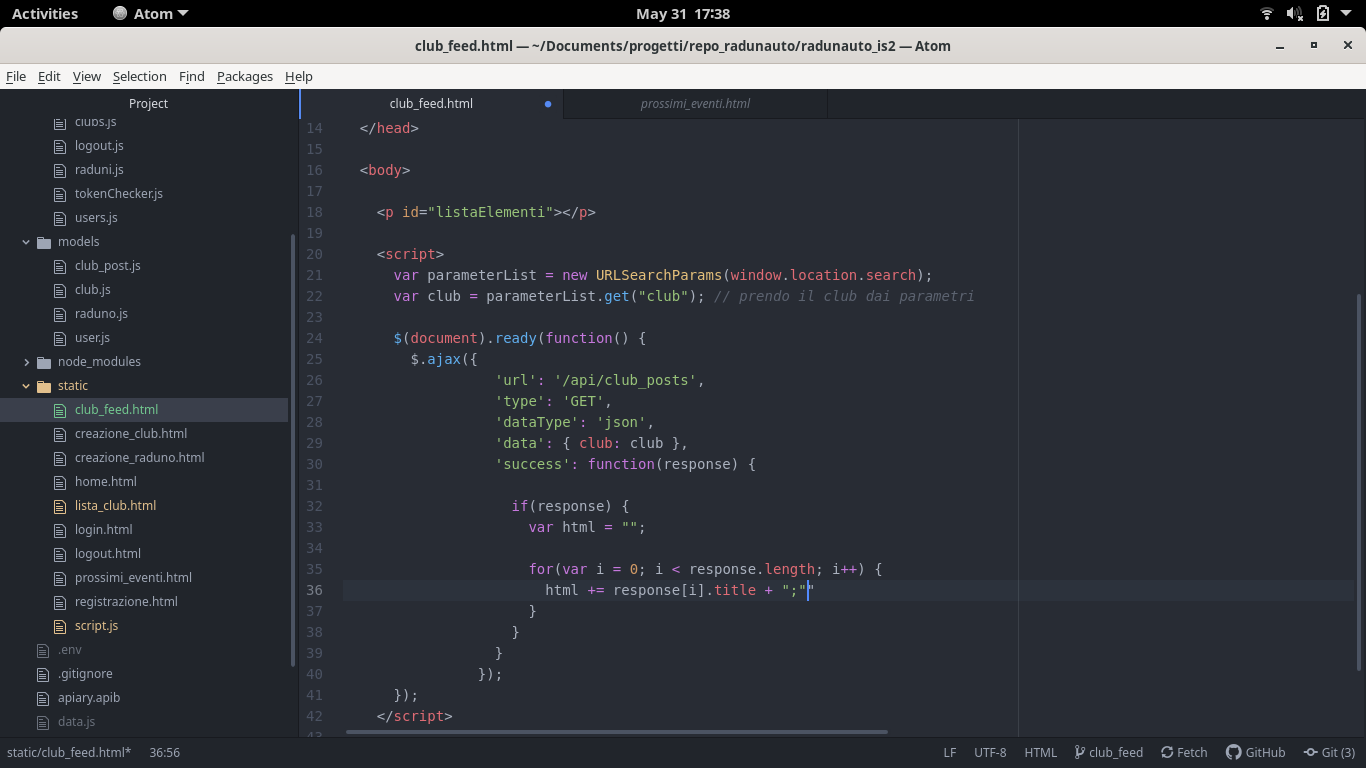 Activities Atom May 31 17:38
club_feed.html — ~/Documents/progetti/repo_radunauto/radunauto_is2 — Atom
File Edit View Selection Find Packages Help
Project
clubs.js
logout.js
raduni.js
tokenChecker.js
users.js
models
club_post.js
club.js
raduno.js
user.js
node_modules
static
club_feed.html
creazione_club.html
creazione_raduno.html
home.html
lista_club.html
login.html
logout.html
prossimi_eventi.html
registrazione.html
script.js
.env
.gitignore
apiary.apib
data.js
club_feed.html prossimi_eventi.html
14 </head>
15
16 <body>
17
18 <p id="listaElementi"></p>
19
20 <script>
21 var parameterList = new URLSearchParams(window.location.search);
22 var club = parameterList.get("club"); // prendo il club dai parametri
23
24 $(document).ready(function() {
25 $.ajax({
26 'url': '/api/club_posts',
27 'type': 'GET',
28 'dataType': 'json',
29 'data': { club: club },
30 'success': function(response) {
31
32 if(response) {
33 var html = "";
34
35 for(var i = 0; i < response.length; i++) {
36 html += response[i].title + ";""
37 }
38 }
39 }
40 });
41 });
42 </script>
43
static/club_feed.html* 36:56 LF UTF-8 HTML club_feed Fetch GitHub Git (3)